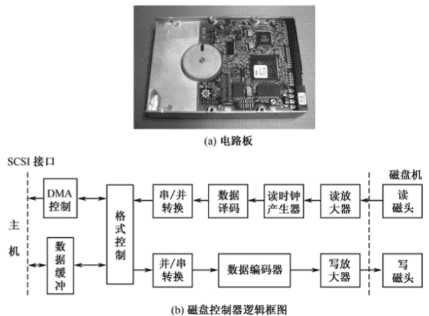 (a) 电路板
SCSI 接口
磁盘机
主机
DMA 控制
数据缓冲
格式控制
串/并 转换
数据 译码
读时钟 产生器
读放 大器
读 磁头
并/串 转换
数据编码器
写放 大器
写 磁头
(b) 磁盘控制器逻辑框图